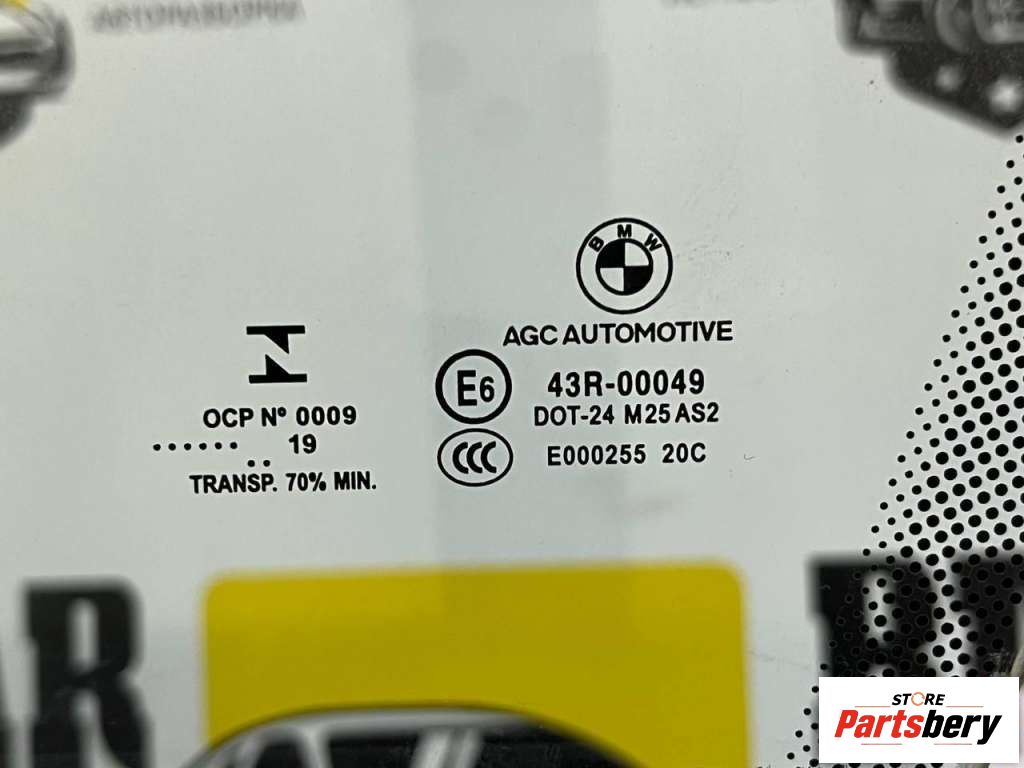 BMW
AGC AUTOMOTIVE
E6
43R-00049
DOT-24 M25 AS2
CCC
E000255 20C
OCP Nº 0009
...... 19
..
TRANSP. 70% MIN.
AR
STORE
Partsbery